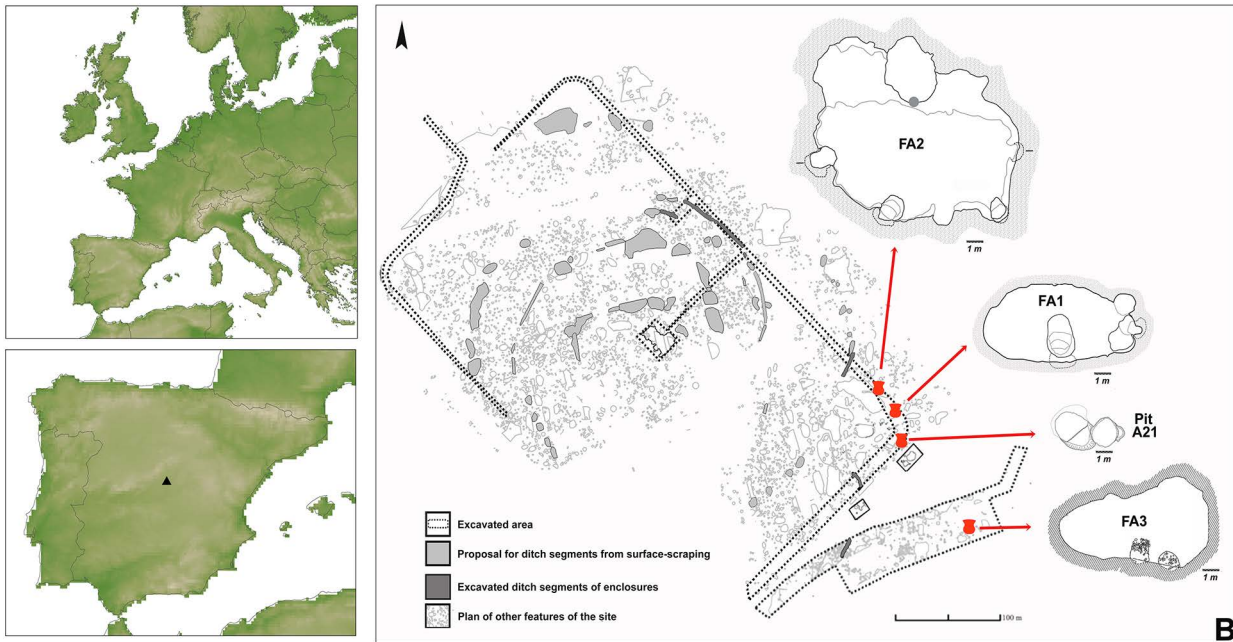 FA2
1 m
FA1
1 m
Pit
A21
1 m
FA3
1 m
Excavated area
Proposal for ditch segments from surface-scraping
Excavated ditch segments of enclosures
Plan of other features of the site
100 m
B